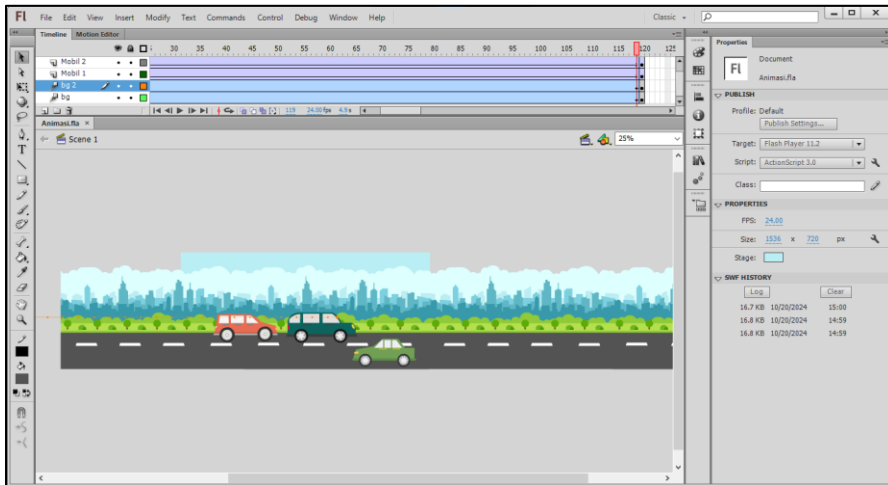 Fl File Edit View Insert Modify Text Commands Control Debug Window Help Classic
Timeline Motion Editor
30 35 40 45 50 55 60 65 70 75 80 85 90 95 100 105 110 115 120 125
Mobil 2
Mobil 1
bg 2
bg
119 24.00 fps 4.9 s
Animasi.fla ×
Scene 1 25%
Properties
Fl Document
Animasi.fla
PUBLISH
Profile: Default
Publish Settings...
Target: Flash Player 11.2
Script: ActionScript 3.0
Class:
PROPERTIES
FPS: 24.00
Size: 1536 x 720 px
Stage:
SWF HISTORY
Log Clear
16.7 KB 10/20/2024 15:00
16.8 KB 10/20/2024 14:59
16.8 KB 10/20/2024 14:59